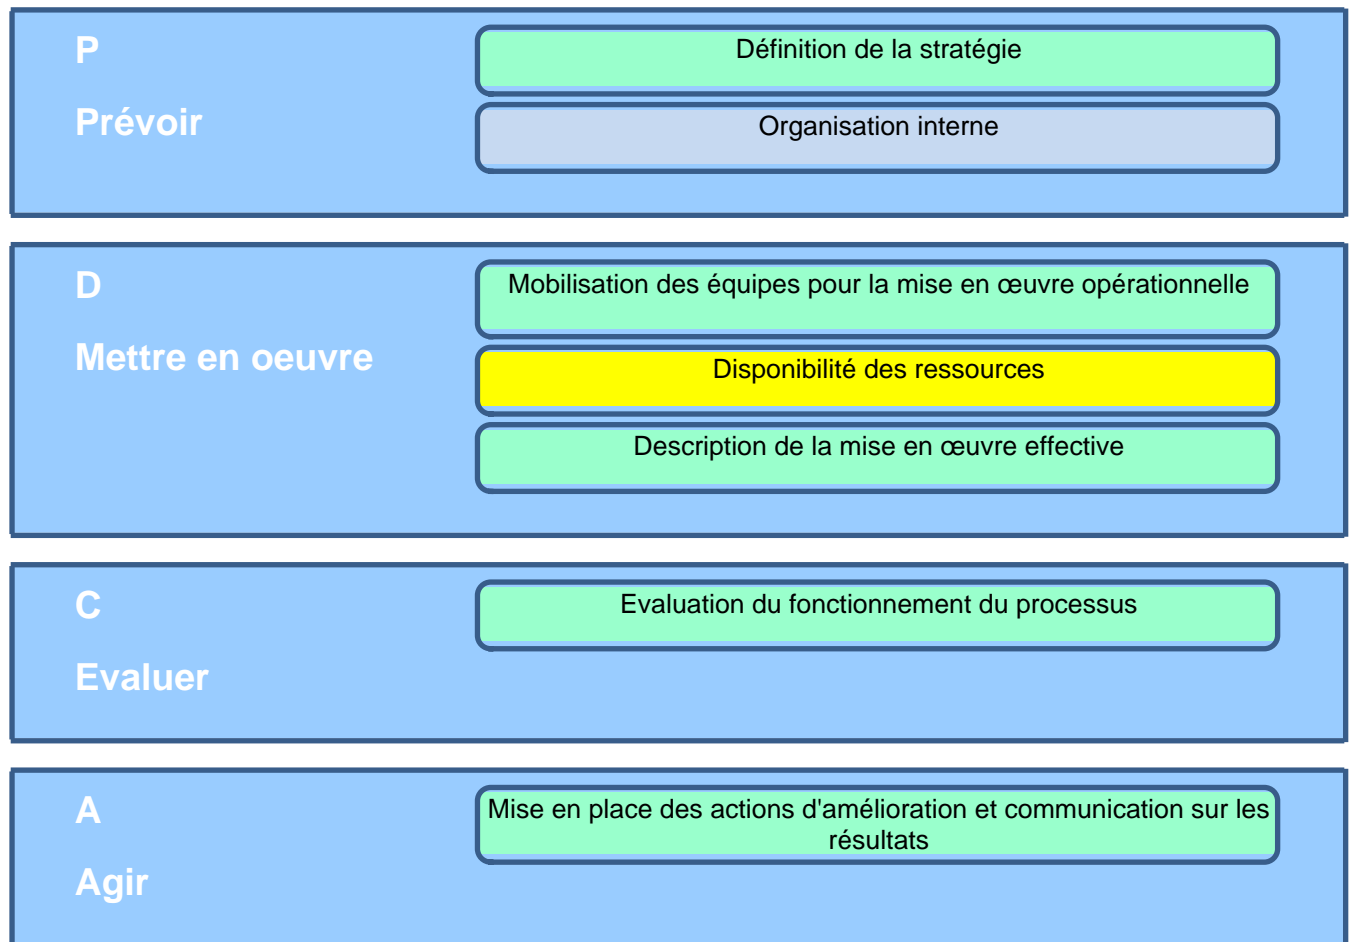 P
Définition de la stratégie
Prévoir
Organisation interne
D
Mobilisation des équipes pour la mise en œuvre opérationnelle
Mettre en oeuvre
Disponibilité des ressources
Description de la mise en œuvre effective
C
Evaluation du fonctionnement du processus
Evaluer
A
Mise en place des actions d'amélioration et communication sur les
résultats
Agir